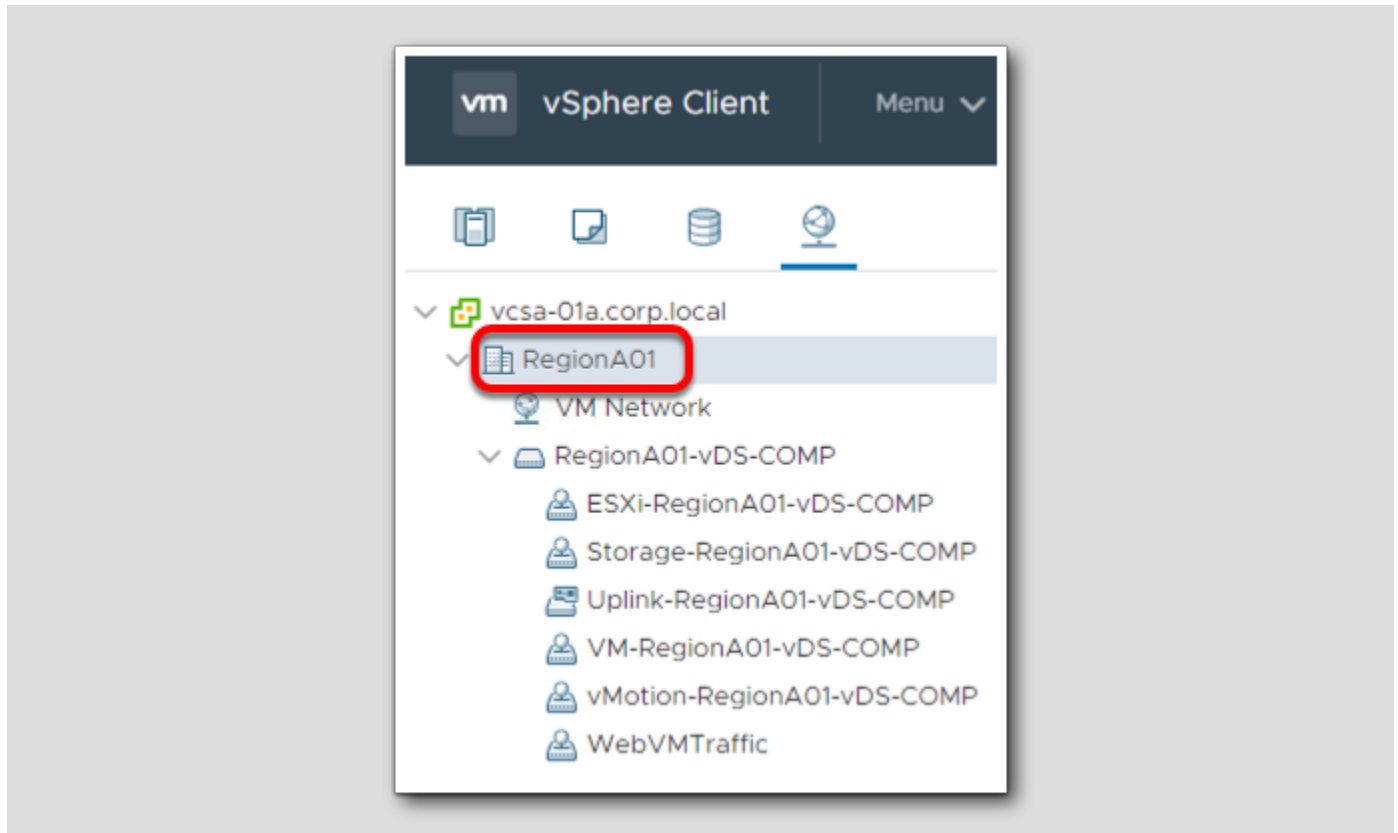 vm vSphere Client Menu
vcsa-01a.corp.local
RegionA01
VM Network
RegionA01-vDS-COMP
ESXi-RegionA01-vDS-COMP
Storage-RegionA01-vDS-COMP
Uplink-RegionA01-vDS-COMP
VM-RegionA01-vDS-COMP
vMotion-RegionA01-vDS-COMP
WebVMTraffic